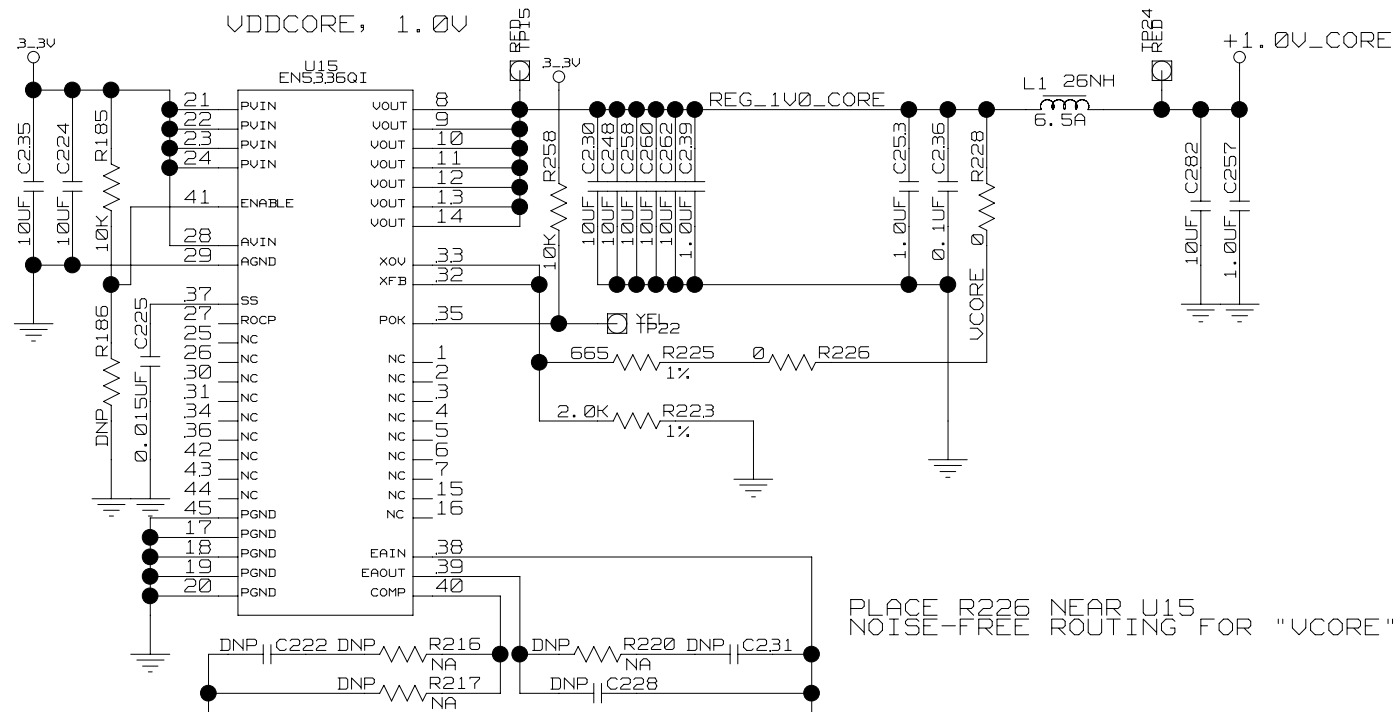 VDDCORE, 1.0V
3_3V
U15
EN5336QI
RED
TP15
3_3V
TP24
RED
+1.0V_CORE
L1 26NH
6.5A
REG_1V0_CORE
10UF C235
10UF C224
10K R185
DNP R186
0.015UF C225
21 PVIN
22 PVIN
23 PVIN
24 PVIN
41 ENABLE
28 AVIN
29 AGND
37 SS
27 ROCP
25 NC
26 NC
30 NC
31 NC
34 NC
36 NC
42 NC
43 NC
44 NC
45 PGND
17 PGND
18 PGND
19 PGND
20 PGND
VOUT 8
VOUT 9
VOUT 10
VOUT 11
VOUT 12
VOUT 13
VOUT 14
XOV 33
XFB 32
POK 35
NC 1
NC 2
NC 3
NC 4
NC 5
NC 6
NC 7
NC 15
NC 16
EAIN 38
EAOUT 39
COMP 40
10K R258
10UF C230
10UF C248
10UF C258
10UF C260
10UF C262
1.0UF C239
1.0UF C253
0.1UF C236
VCORE 0 R228
10UF C282
1.0UF C257
YEL
TP22
665 R225
1%
0 R226
2.0K R223
1%
PLACE R226 NEAR U15
NOISE-FREE ROUTING FOR "VCORE"
DNP C222 DNP R216
NA
DNP R220 DNP C231
NA
DNP R217
NA
DNP C228